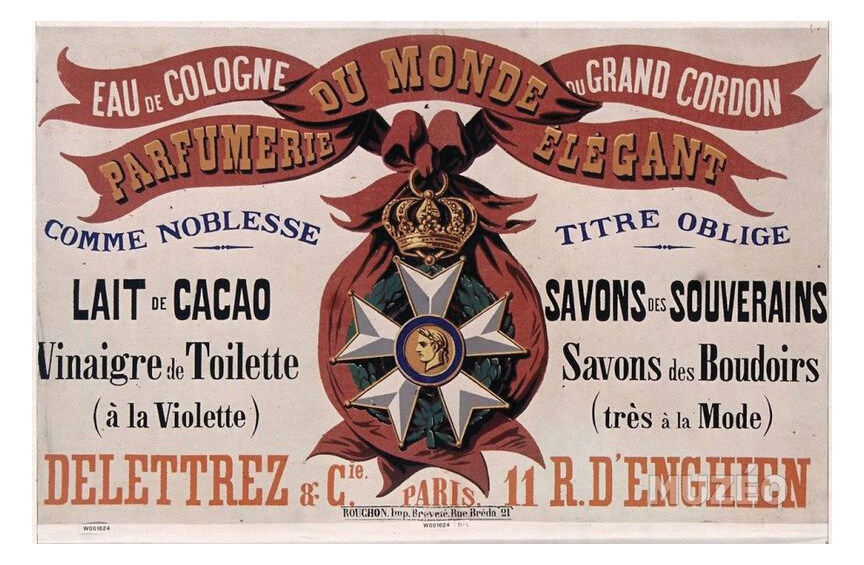 EAU DE COLOGNE DU GRAND CORDON
PARFUMERIE DU MONDE ÉLÉGANT
COMME NOBLESSE
TITRE OBLIGE
LAIT DE CACAO
Vinaigre de Toilette
(à la Violette)
SAVONS DES SOUVERAINS
Savons des Boudoirs
(très à la Mode)
DELETTREZ & Cie. PARIS. 11 R. D'ENGHIEN
MUZÉO
ROUCHON. Imp. Breveté. Rue Bréda 21
W001624
W001624